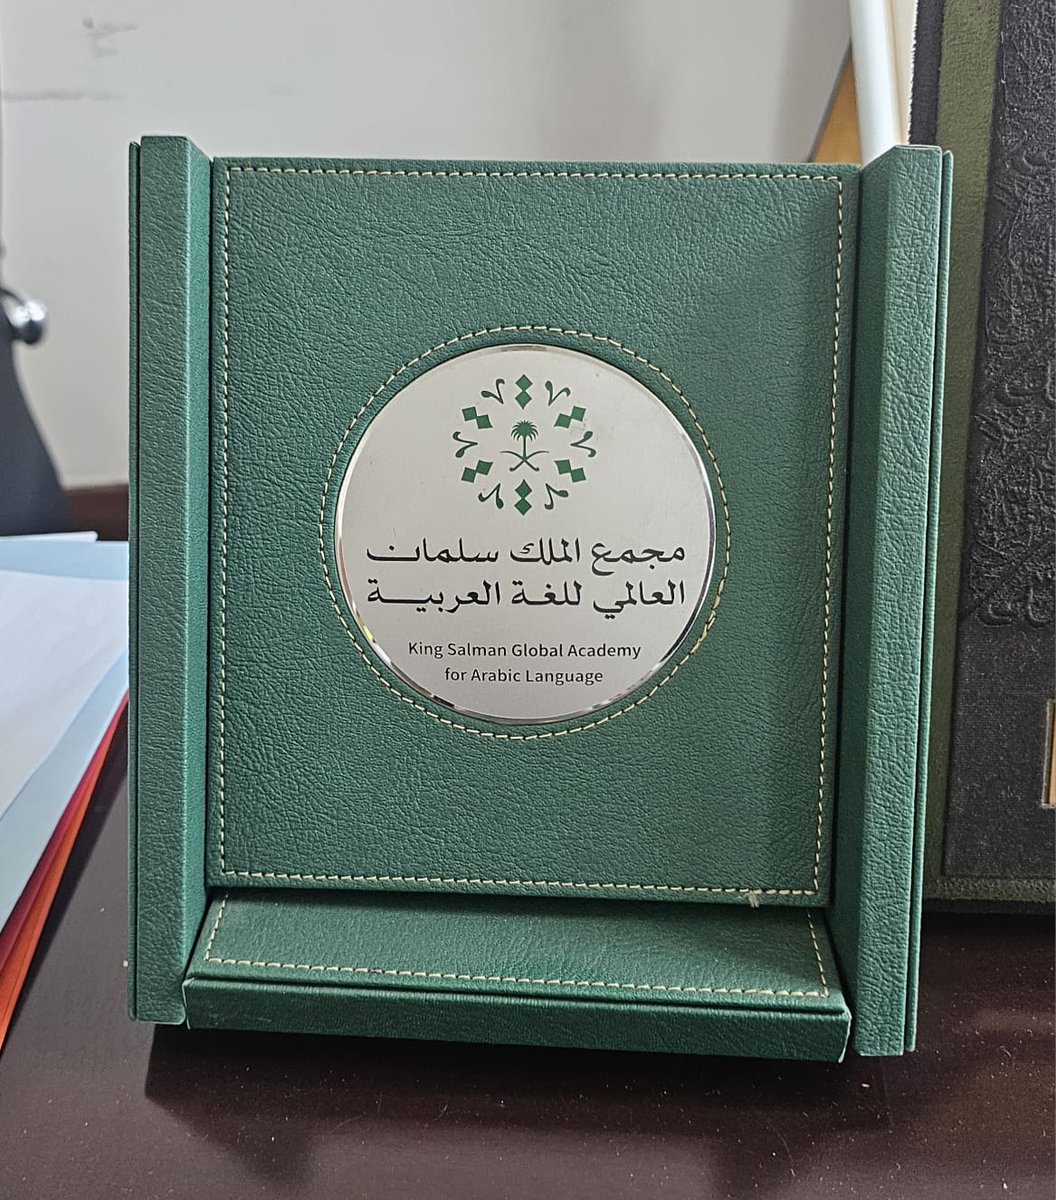 مجمع الملك سلمان
العالمي للغة العربية
King Salman Global Academy
for Arabic Language